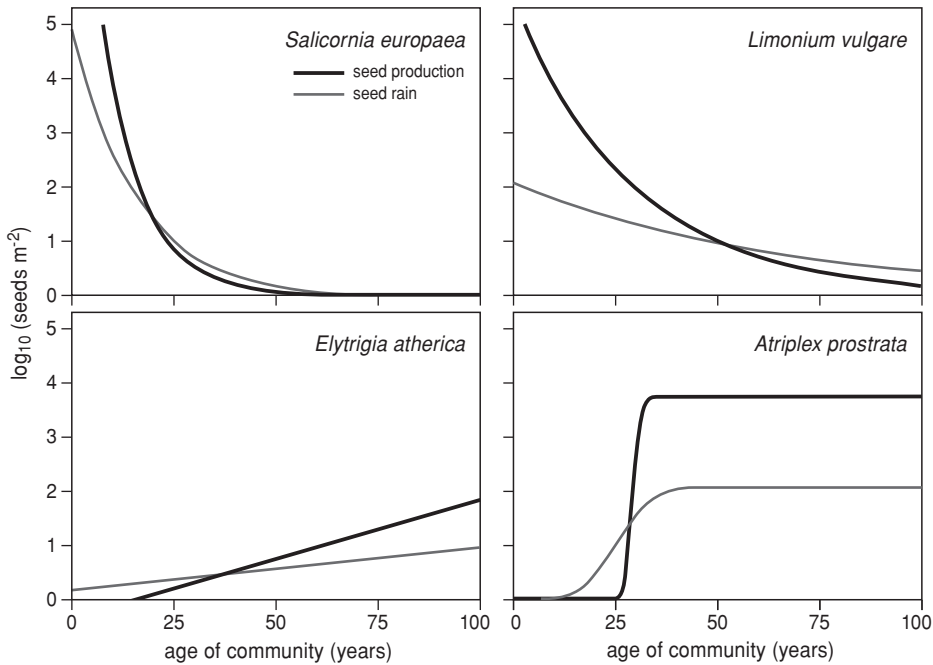 Salicornia europaea
seed production
seed rain
5
4
3
2
1
0
Limonium vulgare
log10 (seeds m-2)
Elytrigia atherica
5
4
3
2
1
0
0 25 50 75 100
age of community (years)
Atriplex prostrata
0 25 50 75 100
age of community (years)